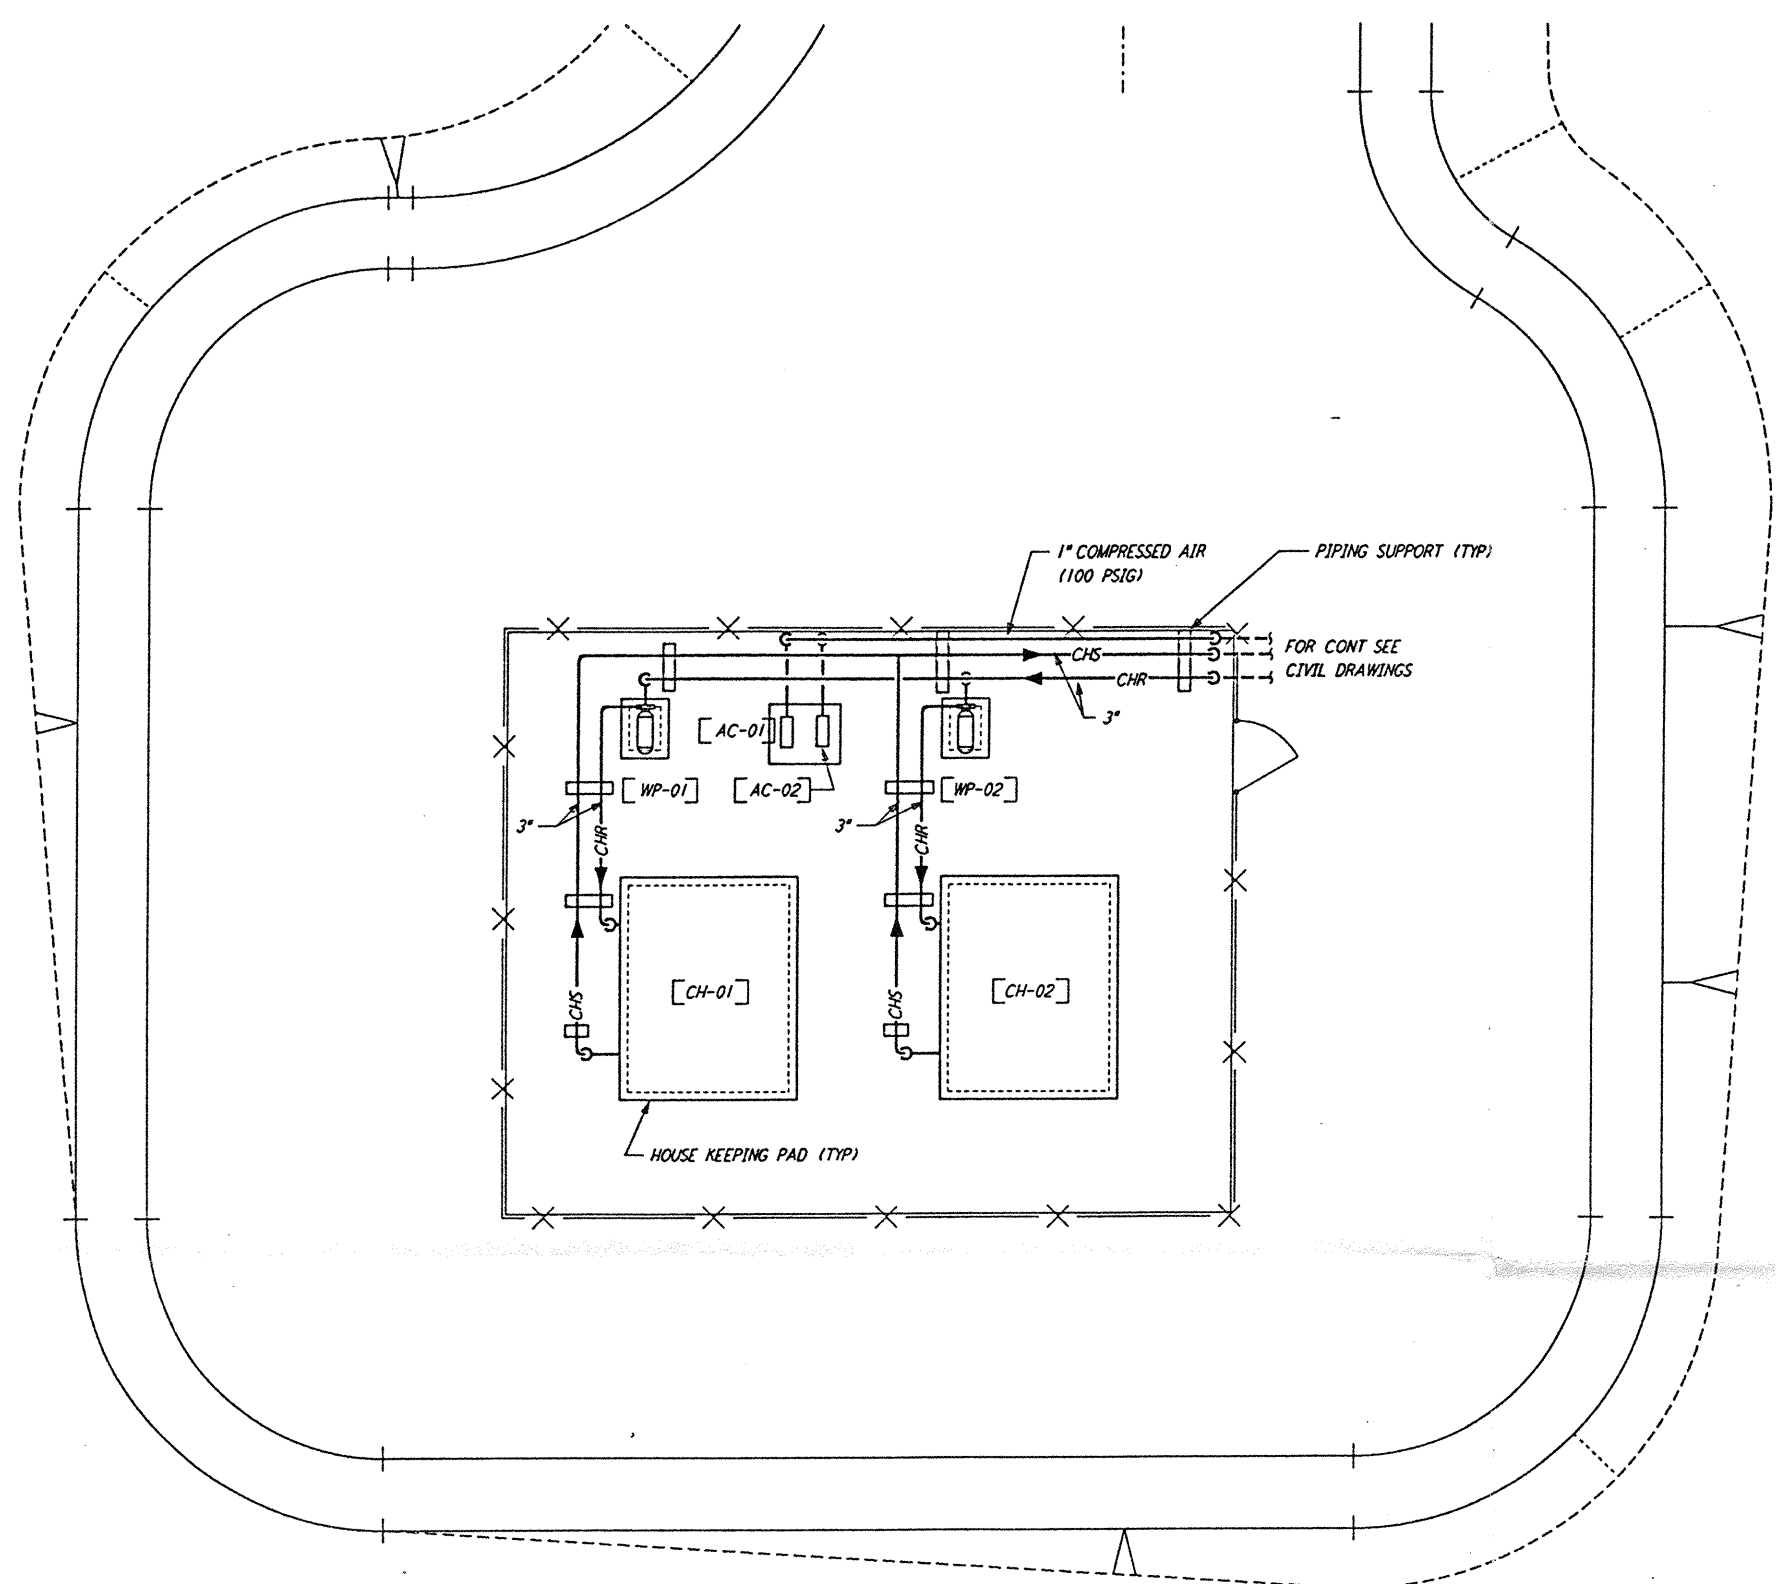 1" COMPRESSED AIR
(100 PSIG)
PIPING SUPPORT (TYP)
FOR CONT SEE
CIVIL DRAWINGS
CHS
CHR
3"
[AC-01]
[WP-01]
[AC-02]
[WP-02]
3"
3"
CHR
CHR
[CH-01]
[CH-02]
CHS
CHS
HOUSE KEEPING PAD (TYP)